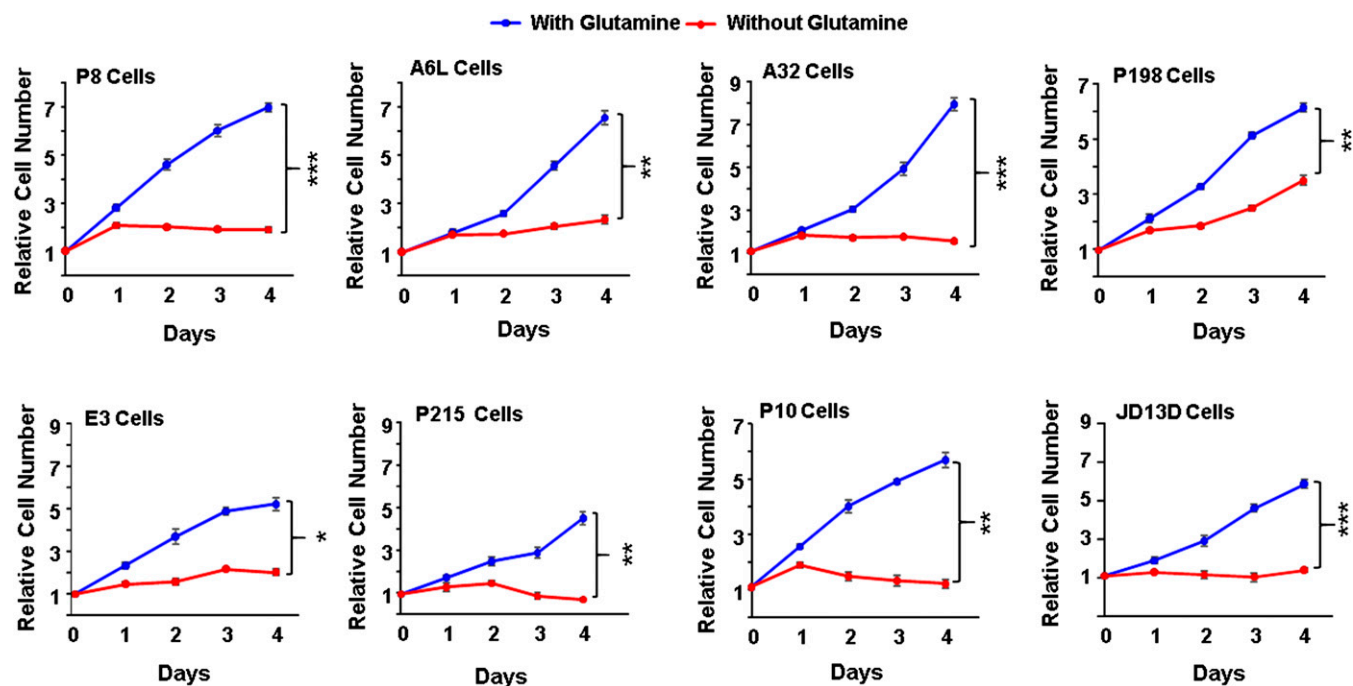 With Glutamine Without Glutamine
P8 Cells
Relative Cell Number
7
5
3
1
0 1 2 3 4
Days
***
A6L Cells
Relative Cell Number
7
5
3
1
0 1 2 3 4
Days
**
A32 Cells
Relative Cell Number
9
7
5
3
1
0 1 2 3 4
Days
***
P198 Cells
Relative Cell Number
7
5
3
1
0 1 2 3 4
Days
**
E3 Cells
Relative Cell Number
9
7
5
3
1
0 1 2 3 4
Days
*
P215 Cells
Relative Cell Number
9
7
5
3
1
0 1 2 3 4
Days
**
P10 Cells
Relative Cell Number
7
5
3
1
0 1 2 3 4
Days
**
JD13D Cells
Relative Cell Number
9
7
5
3
1
0 1 2 3 4
Days
***